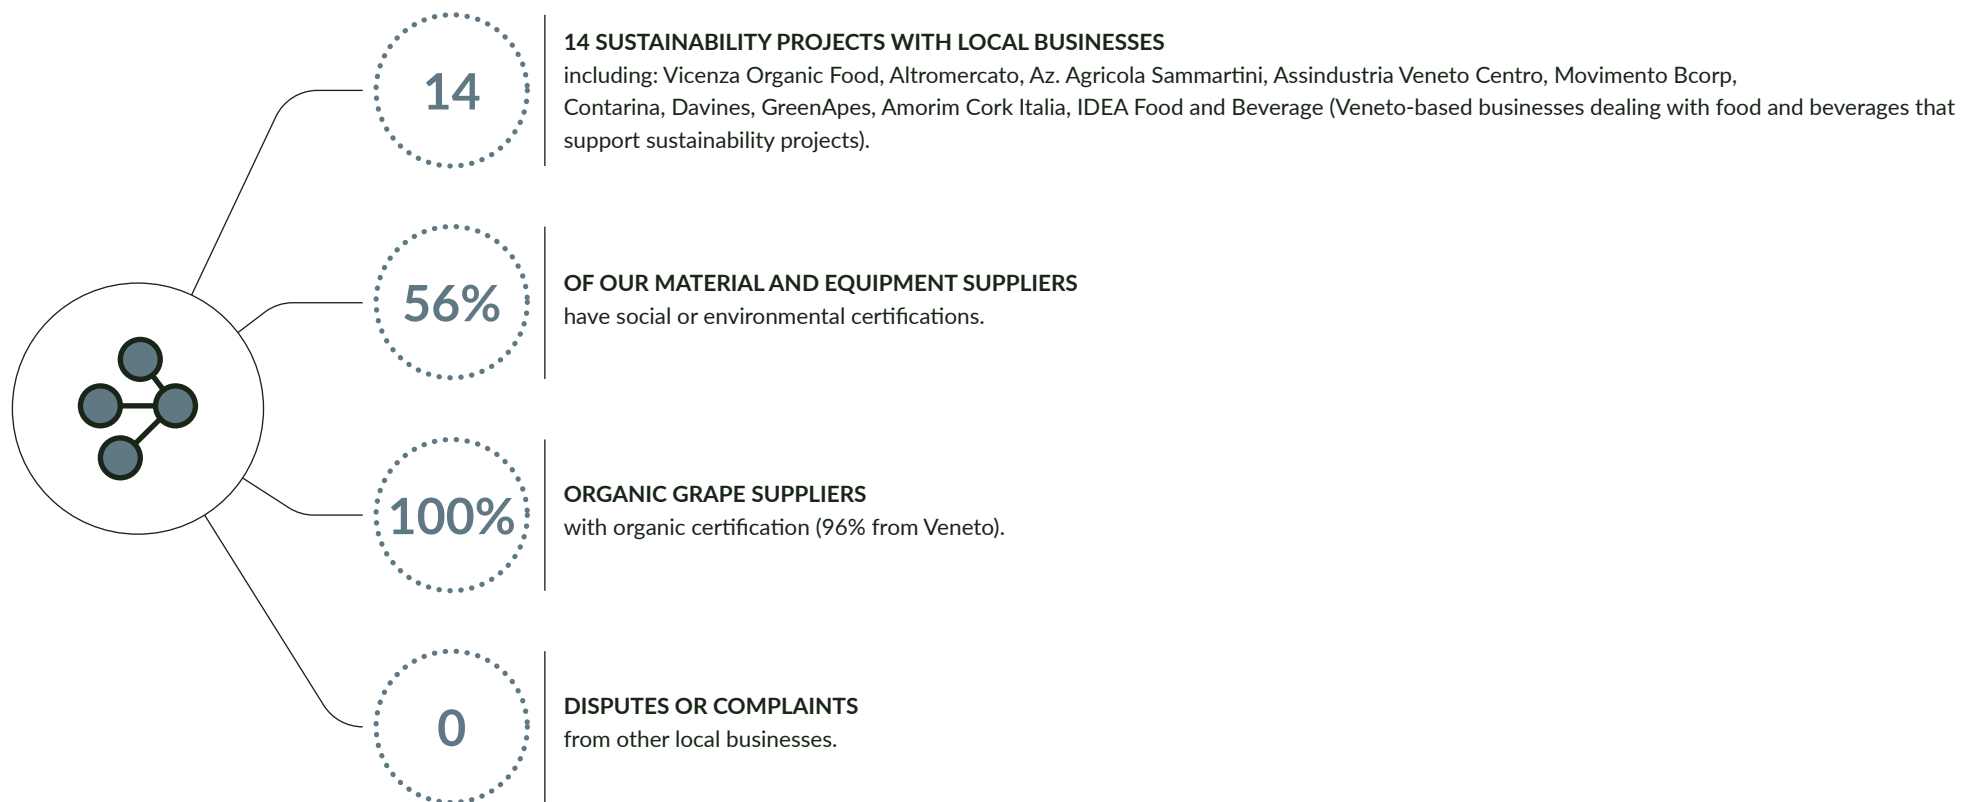 14
14 SUSTAINABILITY PROJECTS WITH LOCAL BUSINESSES
including: Vicenza Organic Food, Altromercato, Az. Agricola Sammartini, Assindustria Veneto Centro, Movimento Bcorp,
Contarina, Davines, GreenApes, Amorim Cork Italia, IDEA Food and Beverage (Veneto-based businesses dealing with food and beverages that
support sustainability projects).
56%
OF OUR MATERIAL AND EQUIPMENT SUPPLIERS
have social or environmental certifications.
100%
ORGANIC GRAPE SUPPLIERS
with organic certification (96% from Veneto).
0
DISPUTES OR COMPLAINTS
from other local businesses.